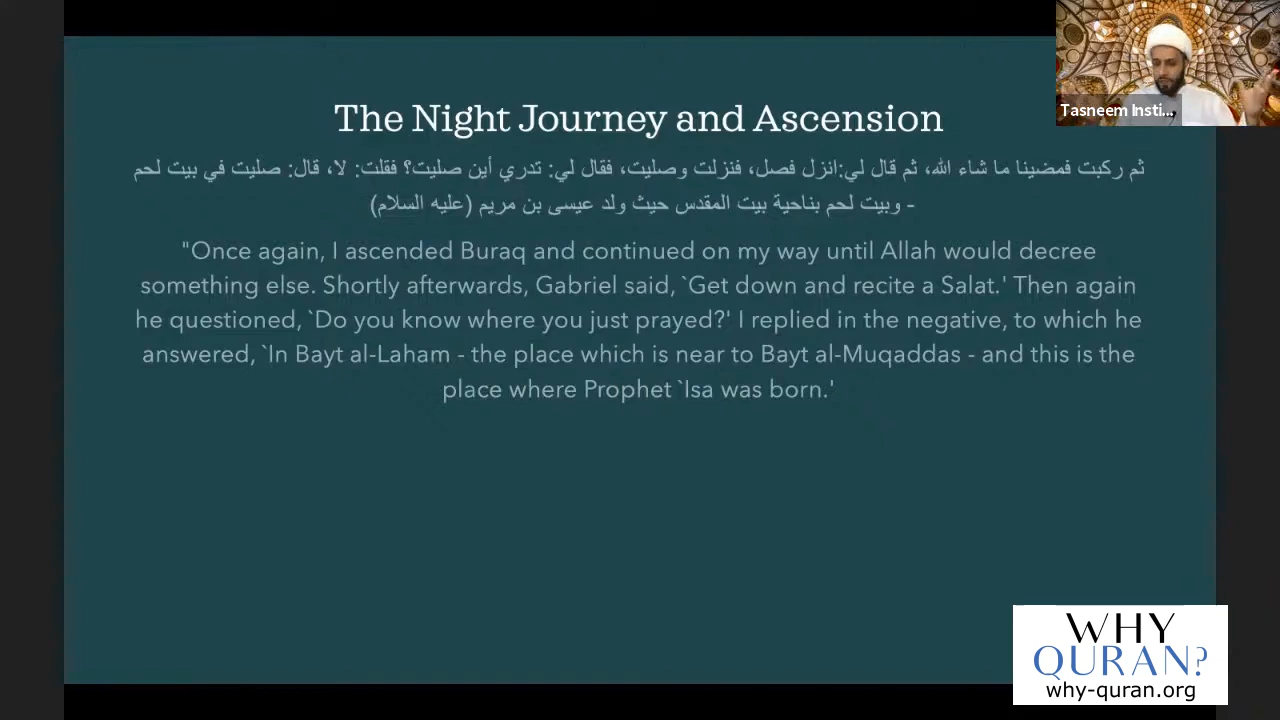 Tasneem Insti...
The Night Journey and Ascension
ثم ركبت فمضينا ما شاء الله، ثم قال لي:انزل فصل، فنزلت وصليت، فقال لي: تدري أين صليت؟ فقلت: لا، قال: صليت في بيت لحم
- وبيت لحم بناحية بيت المقدس حيث ولد عيسى بن مريم (عليه السلام)
"Once again, I ascended Buraq and continued on my way until Allah would decree
something else. Shortly afterwards, Gabriel said, `Get down and recite a Salat.' Then again
he questioned, `Do you know where you just prayed?' I replied in the negative, to which he
answered, `In Bayt al-Laham - the place which is near to Bayt al-Muqaddas - and this is the
place where Prophet `Isa was born.'
WHY
QURAN?
why-quran.org